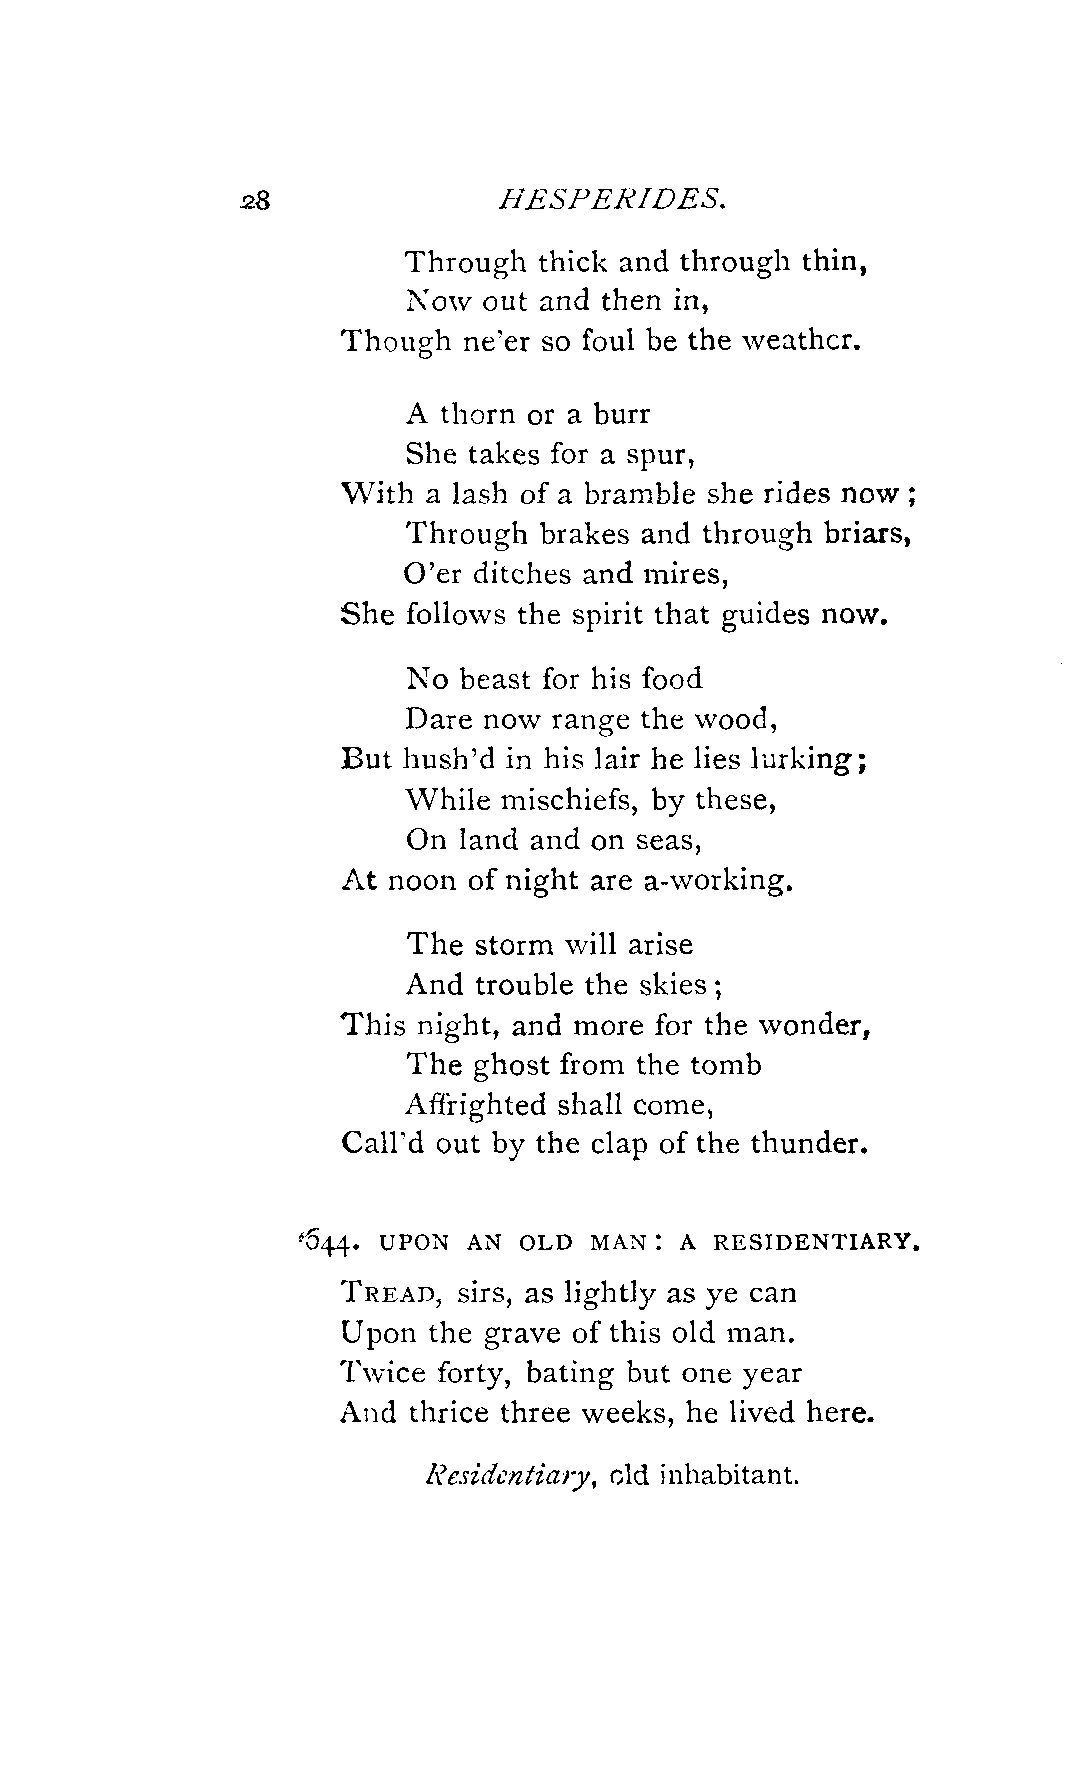 28 HESPERIDES.
Through thick and through thin,
Now out and then in,
Though ne'er so foul be the weather.
A thorn or a burr
She takes for a spur,
With a lash of a bramble she rides now ;
Through brakes and through briars,
O'er ditches and mires,
She follows the spirit that guides now.
No beast for his food
Dare now range the wood,
But hush'd in his lair he lies lurking ;
While mischiefs, by these,
On land and on seas,
At noon of night are a-working.
The storm will arise
And trouble the skies ;
This night, and more for the wonder,
The ghost from the tomb
Affrighted shall come,
Call'd out by the clap of the thunder.
644. UPON AN OLD MAN: A RESIDENTIARY.
TREAD, sirs, as lightly as ye can
Upon the grave of this old man.
Twice forty, bating but one year
And thrice three weeks, he lived here.
Residentiary, old inhabitant.